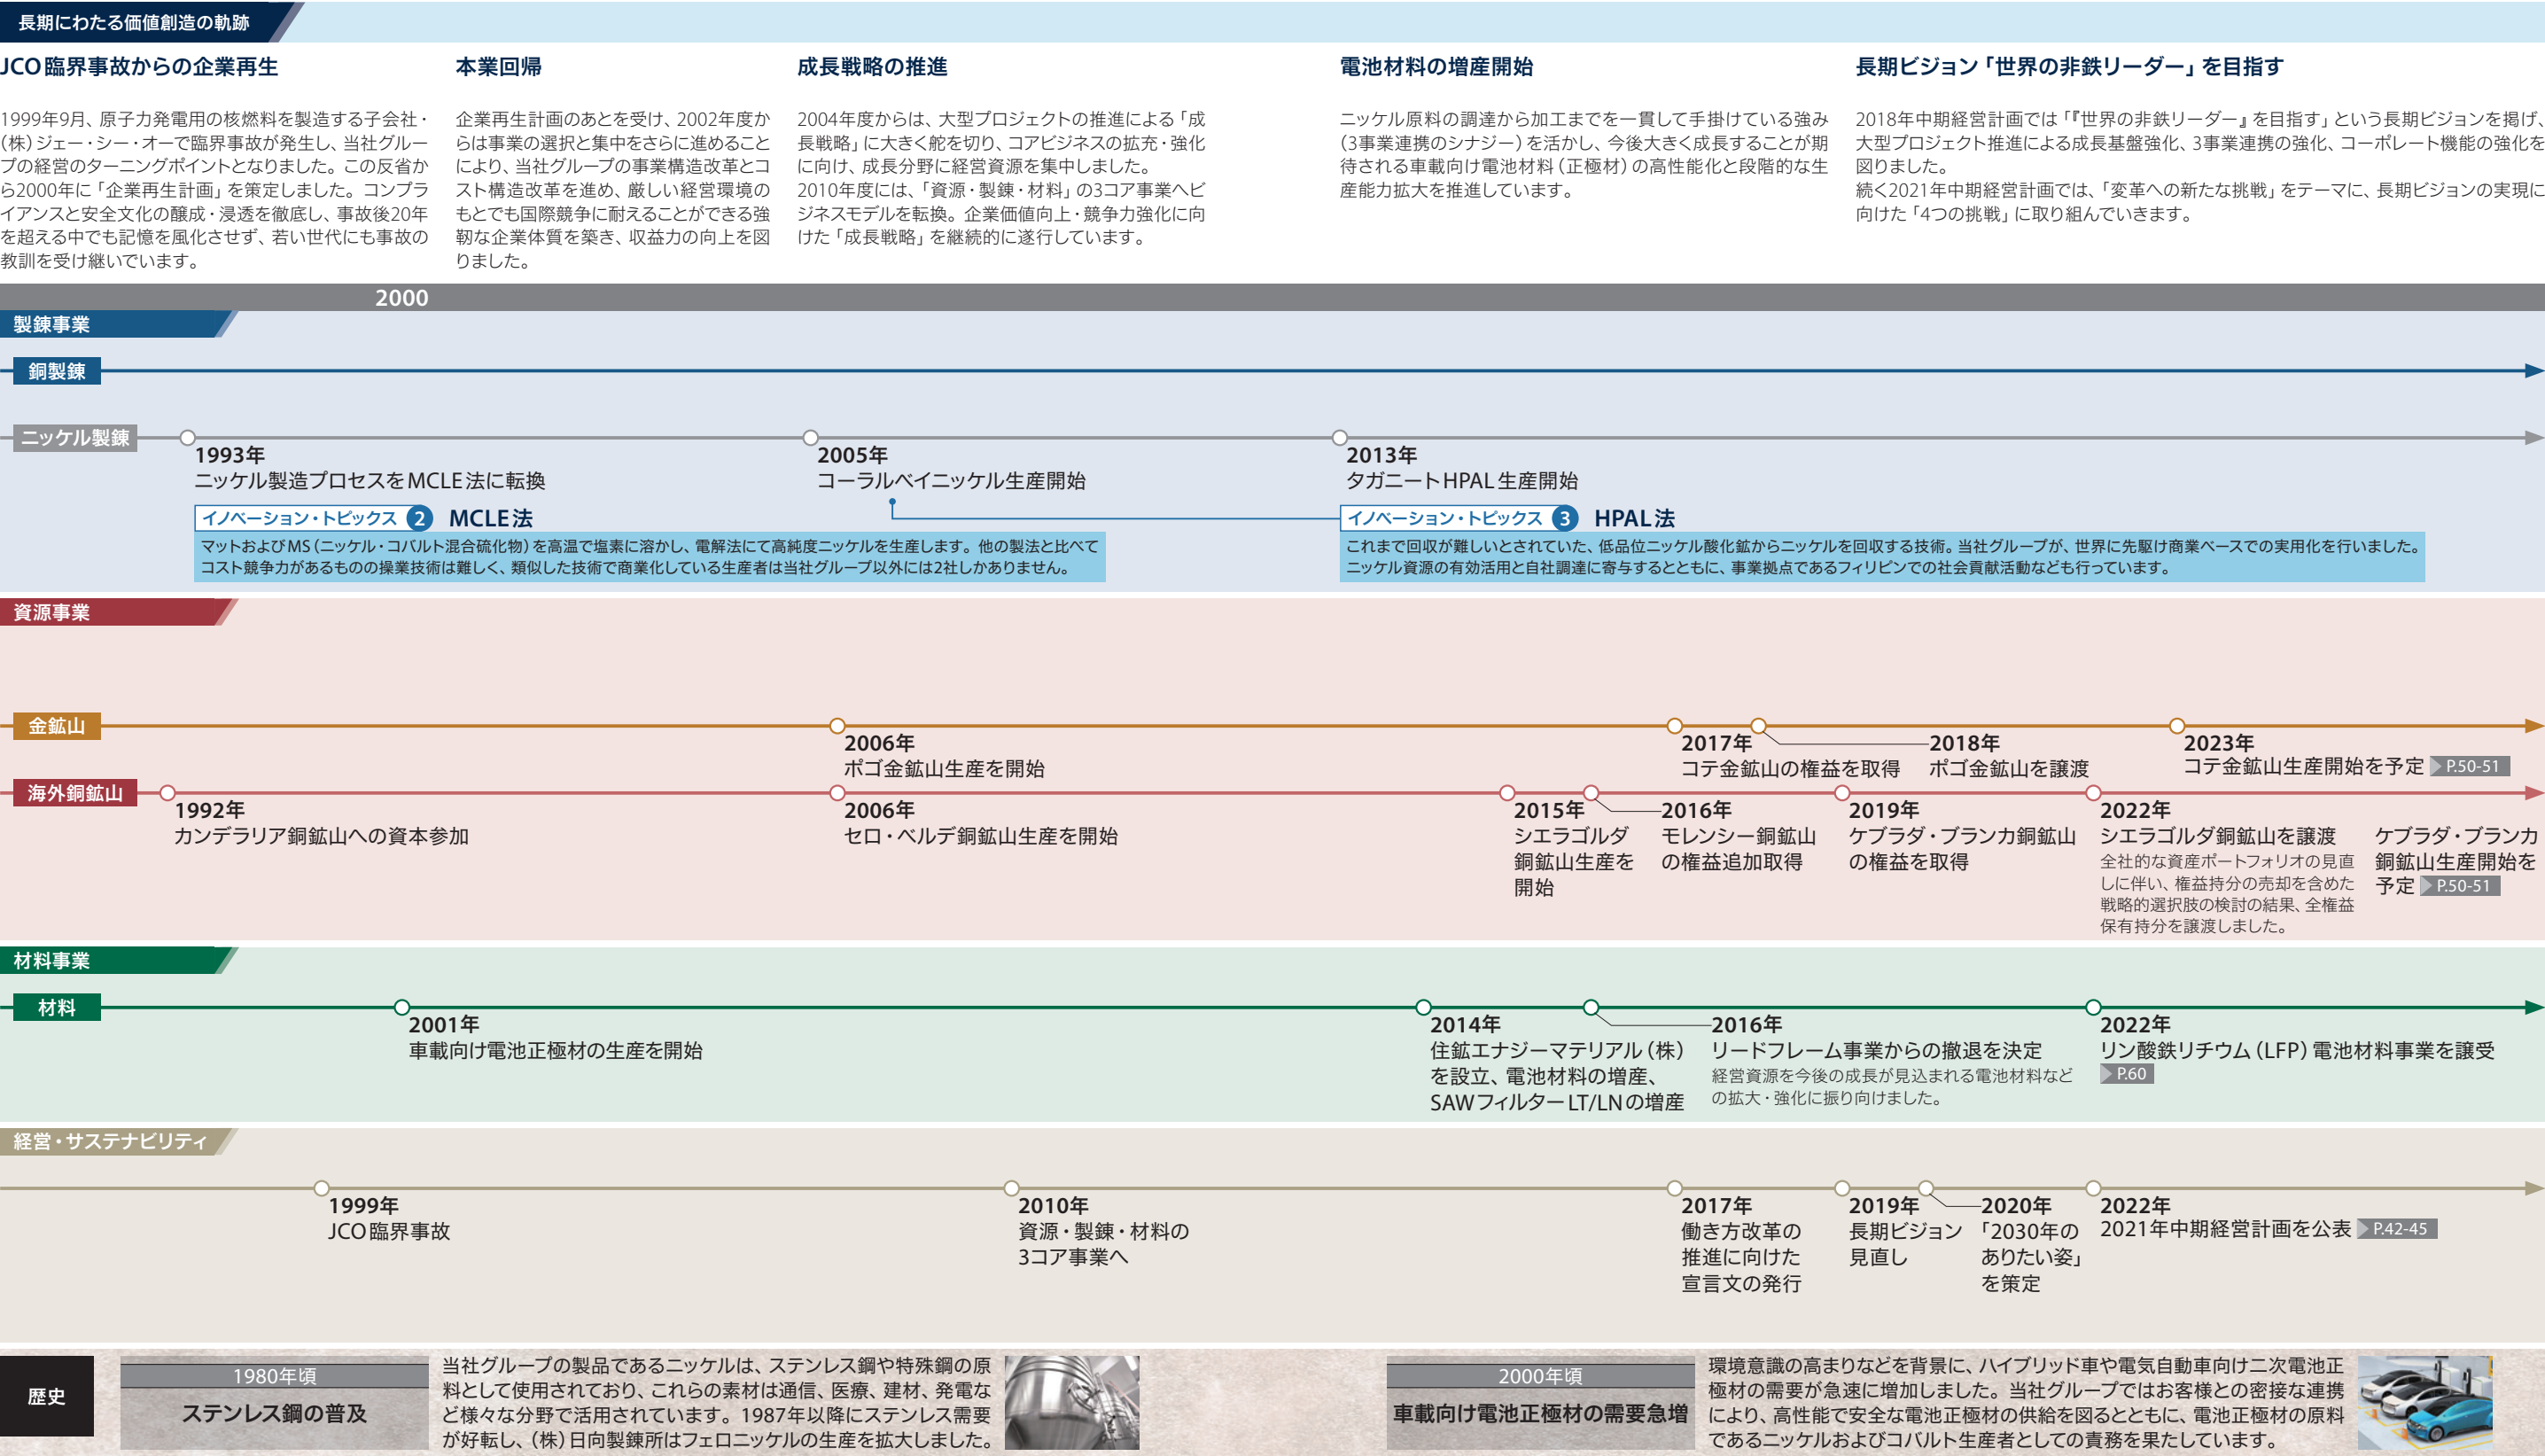 長期にわたる価値創造の軌跡
JCO臨界事故からの企業再生
1999年9月、原子力発電用の核燃料を製造する子会社・
(株)ジェー・シー・オーで臨界事故が発生し、当社グルー
プの経営のターニングポイントとなりました。この反省か
ら2000年に「企業再生計画」を策定しました。コンプラ
イアンスと安全文化の醸成・浸透を徹底し、事故後20年
を超える中でも記憶を風化させず、若い世代にも事故の
教訓を受け継いでいます。
本業回帰
企業再生計画のあとを受け、2002年度か
らは事業の選択と集中をさらに進めること
により、当社グループの事業構造改革とコ
スト構造改革を進め、厳しい経営環境の
もとでも国際競争に耐えることができる強
靭な企業体質を築き、収益力の向上を図
りました。
成長戦略の推進
2004年度からは、大型プロジェクトの推進による「成
長戦略」に大きく舵を切り、コアビジネスの拡充・強化
に向け、成長分野に経営資源を集中しました。
2010年度には、「資源・製錬・材料」の3コア事業へビ
ジネスモデルを転換。企業価値向上・競争力強化に向
けた「成長戦略」を継続的に遂行しています。
電池材料の増産開始
ニッケル原料の調達から加工までを一貫して手掛けている強み
(3事業連携のシナジー)を活かし、今後大きく成長することが期
待される車載向け電池材料(正極材)の高性能化と段階的な生
産能力拡大を推進しています。
長期ビジョン「世界の非鉄リーダー」を目指す
2018年中期経営計画では「『世界の非鉄リーダー』を目指す」という長期ビジョンを掲げ、
大型プロジェクト推進による成長基盤強化、3事業連携の強化、コーポレート機能の強化を
図りました。
続く2021年中期経営計画では、「変革への新たな挑戦」をテーマに、長期ビジョンの実現に
向けた「4つの挑戦」に取り組んでいきます。
2000
製錬事業
銅製錬
ニッケル製錬
1993年
ニッケル製造プロセスをMCLE法に転換
2005年
コーラルベイニッケル生産開始
2013年
タガニートHPAL生産開始
イノベーション・トピックス 2 MCLE法
マットおよびMS(ニッケル・コバルト混合硫化物)を高温で塩素に溶かし、電解法にて高純度ニッケルを生産します。他の製法と比べて
コスト競争力があるものの操業技術は難しく、類似した技術で商業化している生産者は当社グループ以外には2社しかありません。
イノベーション・トピックス 3 HPAL法
これまで回収が難しいとされていた、低品位ニッケル酸化鉱からニッケルを回収する技術。当社グループが、世界に先駆け商業ベースでの実用化を行いました。
ニッケル資源の有効活用と自社調達に寄与するとともに、事業拠点であるフィリピンでの社会貢献活動なども行っています。
資源事業
金鉱山
2006年
ポゴ金鉱山生産を開始
2017年
コテ金鉱山の権益を取得
2018年
ポゴ金鉱山を譲渡
2023年
コテ金鉱山生産開始を予定 P.50-51
海外銅鉱山
1992年
カンデラリア銅鉱山への資本参加
2006年
セロ・ベルデ銅鉱山生産を開始
2015年
シエラゴルダ
銅鉱山生産を
開始
2016年
モレンシー銅鉱山
の権益追加取得
2019年
ケブラダ・ブランカ銅鉱山
の権益を取得
2022年
シエラゴルダ銅鉱山を譲渡
全社的な資産ポートフォリオの見直
しに伴い、権益持分の売却を含めた
戦略的選択肢の検討の結果、全権益
保有持分を譲渡しました。
ケブラダ・ブランカ
銅鉱山生産開始を
予定 P.50-51
材料事業
材料
2001年
車載向け電池正極材の生産を開始
2014年
住鉱エナジーマテリアル(株)
を設立、電池材料の増産、
SAWフィルターLT/LNの増産
2016年
リードフレーム事業からの撤退を決定
経営資源を今後の成長が見込まれる電池材料など
の拡大・強化に振り向けました。
2022年
リン酸鉄リチウム(LFP)電池材料事業を譲受
P.60
経営・サステナビリティ
1999年
JCO臨界事故
2010年
資源・製錬・材料の
3コア事業へ
2017年
働き方改革の
推進に向けた
宣言文の発行
2019年
長期ビジョン
見直し
2020年
「2030年の
ありたい姿」
を策定
2022年
2021年中期経営計画を公表 P.42-45
歴史
1980年頃
ステンレス鋼の普及
当社グループの製品であるニッケルは、ステンレス鋼や特殊鋼の原
料として使用されており、これらの素材は通信、医療、建材、発電な
ど様々な分野で活用されています。1987年以降にステンレス需要
が好転し、(株)日向製錬所はフェロニッケルの生産を拡大しました。
2000年頃
車載向け電池正極材の需要急増
環境意識の高まりなどを背景に、ハイブリッド車や電気自動車向け二次電池正
極材の需要が急速に増加しました。当社グループではお客様との密接な連携
により、高性能で安全な電池正極材の供給を図るとともに、電池正極材の原料
であるニッケルおよびコバルト生産者としての責務を果たしています。